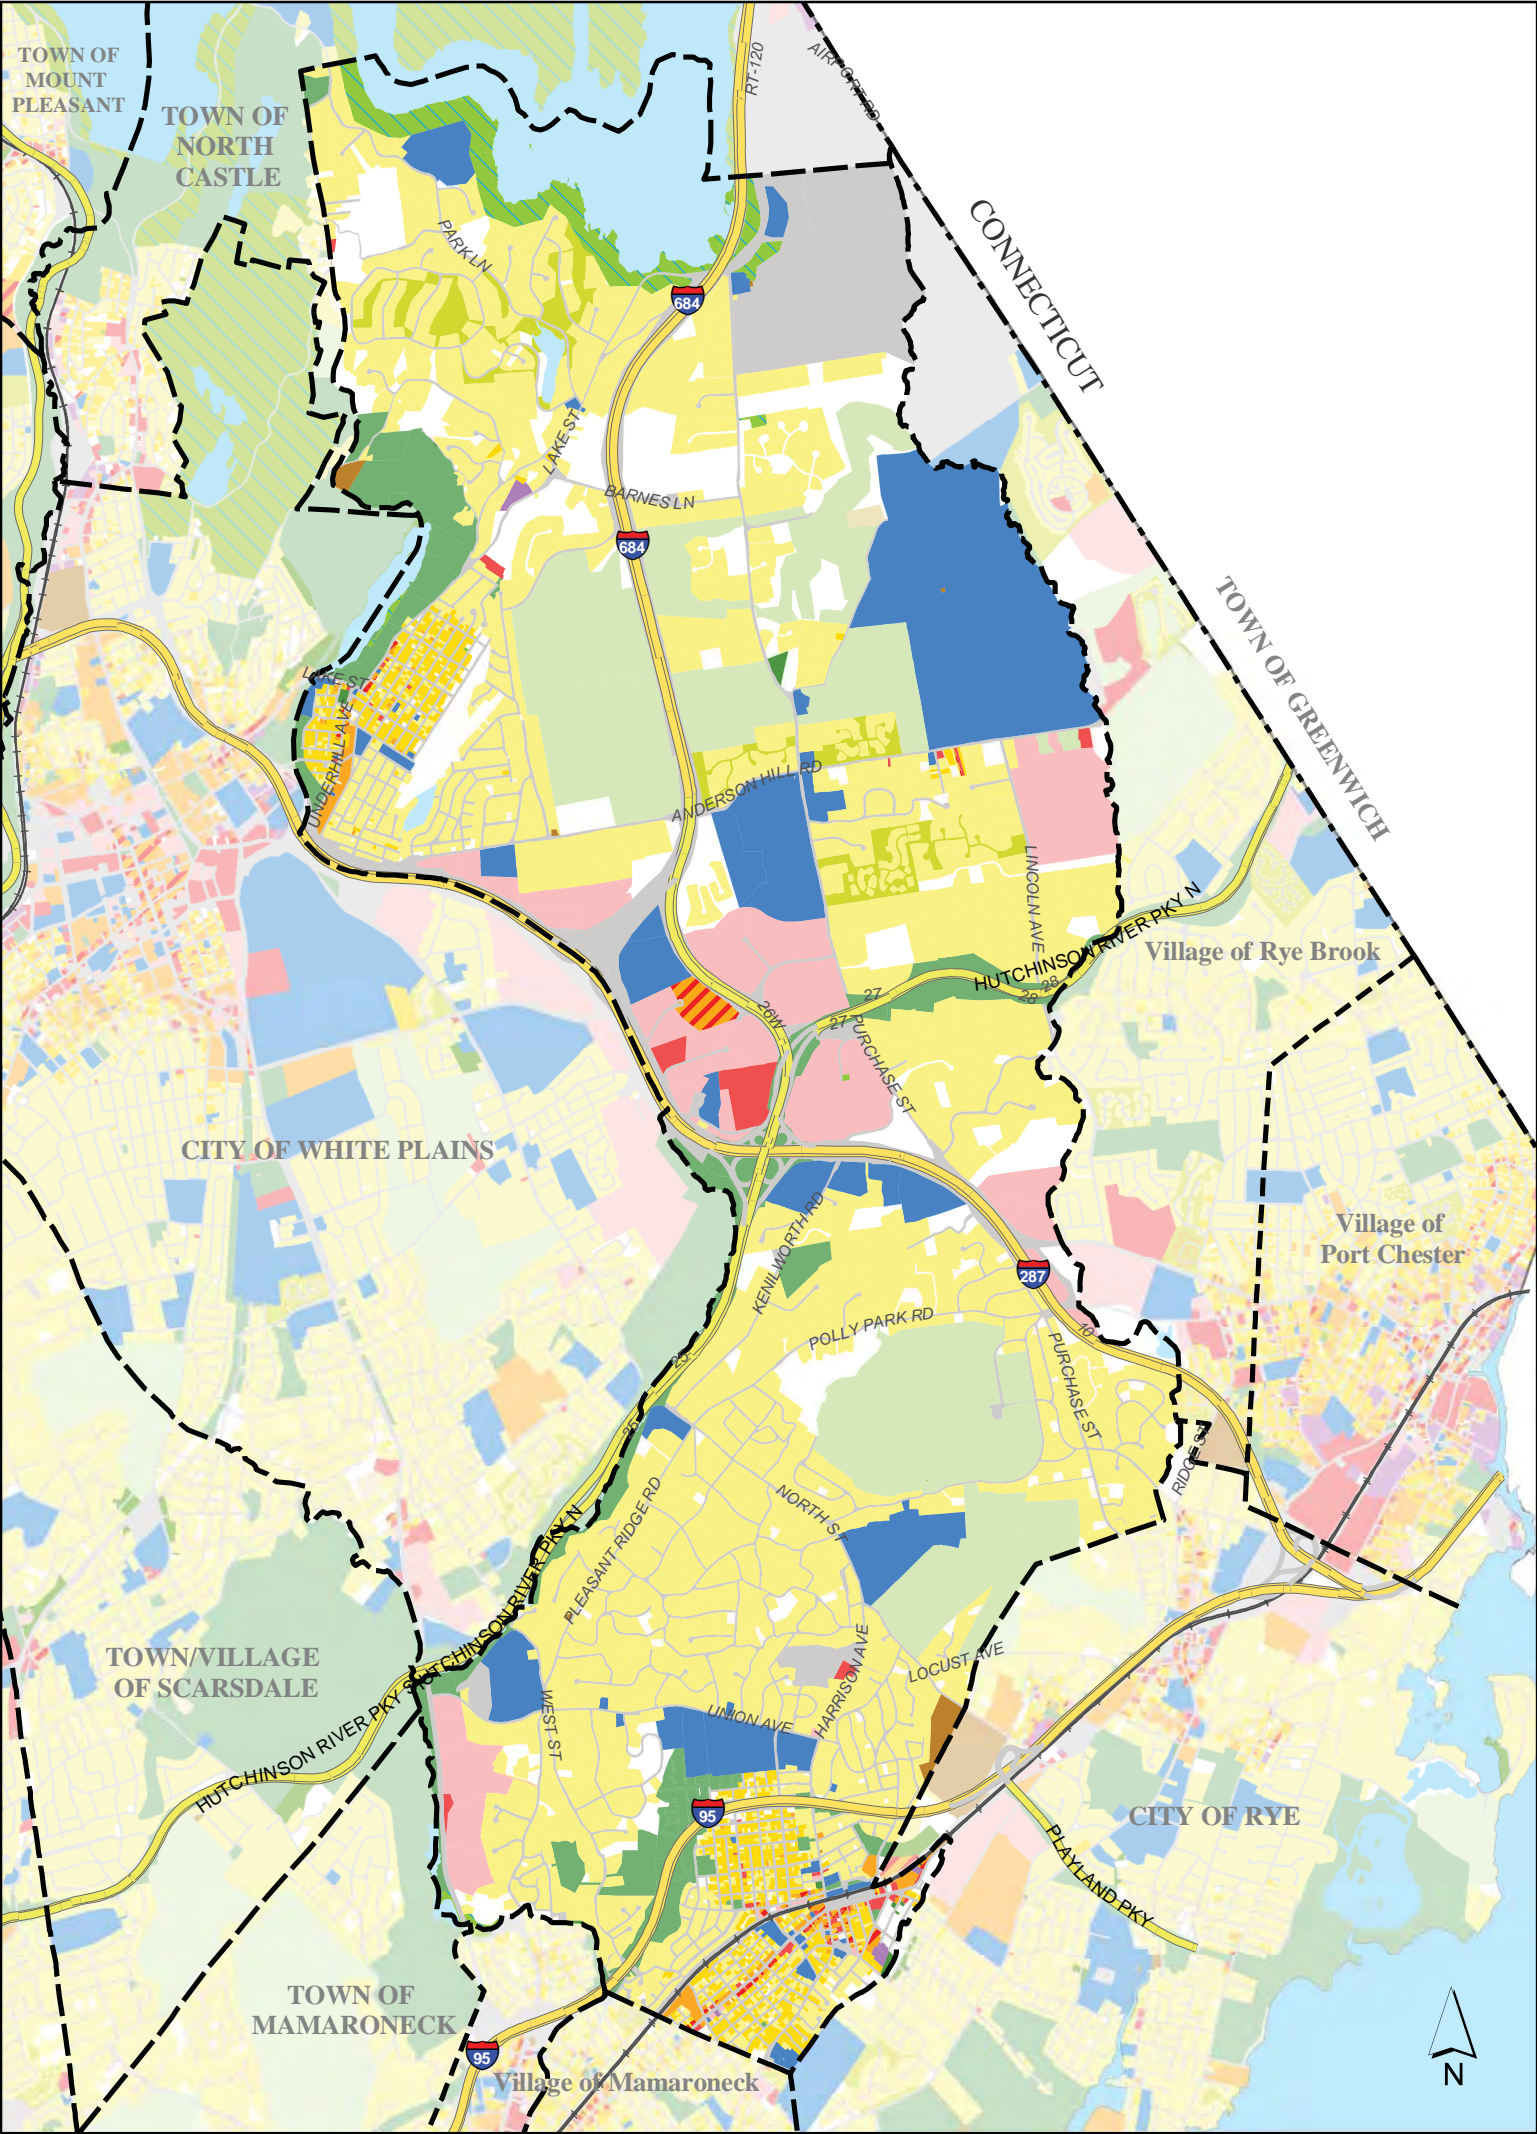 TOWN OF
MOUNT
PLEASANT
TOWN OF
NORTH
CASTLE
RT-120
AIRPORT RD
CONNECTICUT
PARK LN
684
LAKE ST
BARNES LN
684
TOWN OF GREENWICH
LAKE ST
UNDERHILL AVE
ANDERSON HILL RD
LINCOLN AVE
HUTCHINSON RIVER PKY N
Village of Rye Brook
28
28
27
27
26W
PURCHASE ST
CITY OF WHITE PLAINS
KENILWORTH RD
Village of
Port Chester
287
POLLY PARK RD
10
PURCHASE ST
25
25
RIDGE ST
NORTH ST
PLEASANT RIDGE RD
HUTCHINSON RIVER PKY N
HARRISON AVE
LOCUST AVE
TOWN/VILLAGE
OF SCARSDALE
HUTCHINSON RIVER PKY S
WEST ST
UNION AVE
95
CITY OF RYE
PLAYLAND PKY
TOWN OF
MAMARONECK
95
Village of Mamaroneck
N